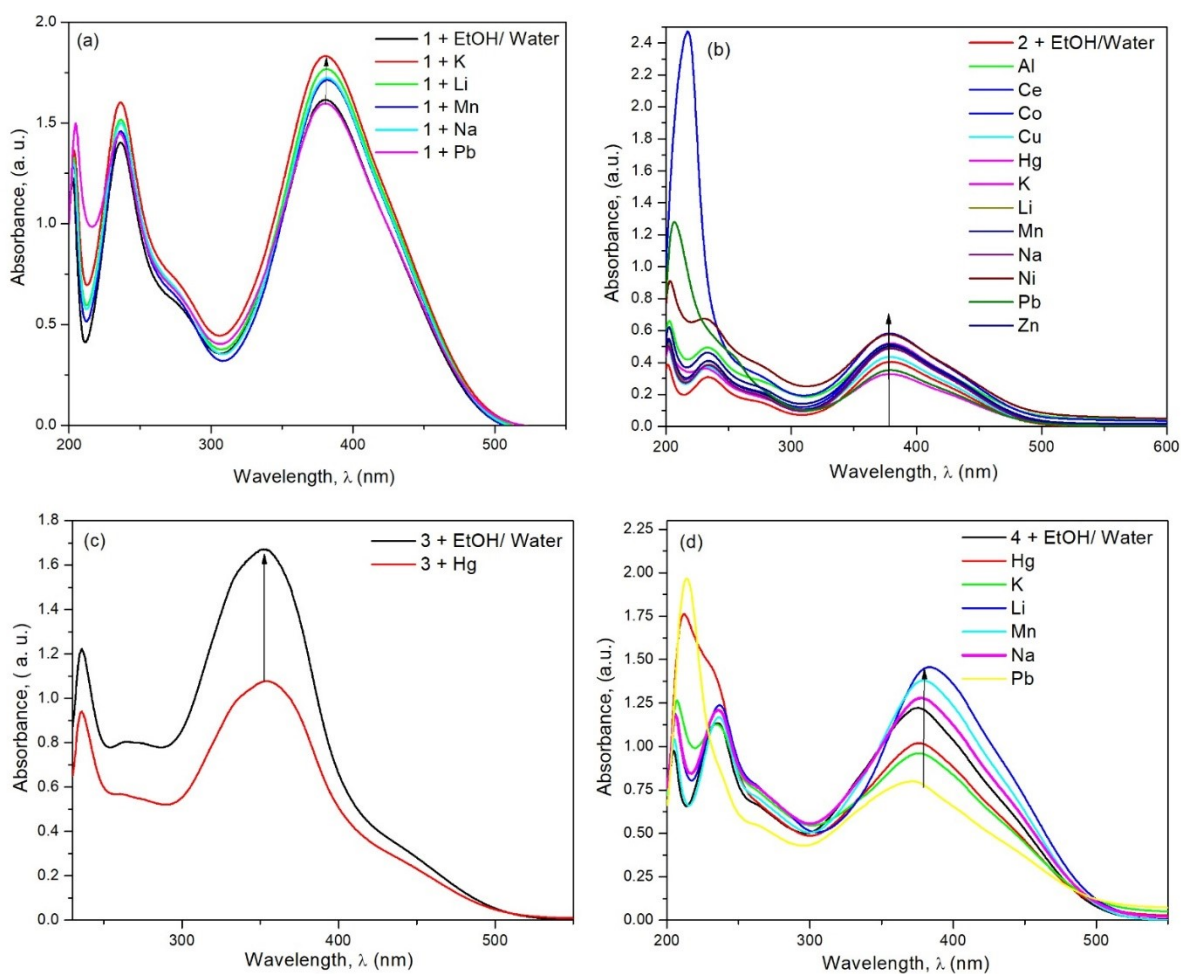 (a)
1 + EtOH/ Water
1 + K
1 + Li
1 + Mn
1 + Na
1 + Pb
2.0
1.5
1.0
0.5
0.0
Absorbance, (a. u.)
200 300 400 500
Wavelength, λ (nm)
(b)
2 + EtOH/Water
Al
Ce
Co
Cu
Hg
K
Li
Mn
Na
Ni
Pb
Zn
2.4
2.2
2.0
1.8
1.6
1.4
1.2
1.0
0.8
0.6
0.4
0.2
0.0
Absorbance, (a.u.)
200 300 400 500 600
Wavelength, λ (nm)
(c)
3 + EtOH/ Water
3 + Hg
1.8
1.6
1.4
1.2
1.0
0.8
0.6
0.4
0.2
0.0
Absorbance, ( a. u.)
300 400 500
Wavelength, λ (nm)
(d)
4 + EtOH/ Water
Hg
K
Li
Mn
Na
Pb
2.25
2.00
1.75
1.50
1.25
1.00
0.75
0.50
0.25
0.00
Absorbance, (a.u.)
200 300 400 500
Wavelength, λ (nm)